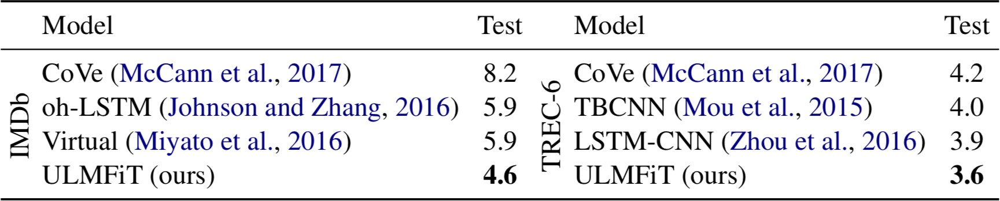 Model Test Model Test
IMDb
CoVe (McCann et al., 2017) 8.2
oh-LSTM (Johnson and Zhang, 2016) 5.9
Virtual (Miyato et al., 2016) 5.9
ULMFiT (ours) 4.6
TREC-6
CoVe (McCann et al., 2017) 4.2
TBCNN (Mou et al., 2015) 4.0
LSTM-CNN (Zhou et al., 2016) 3.9
ULMFiT (ours) 3.6